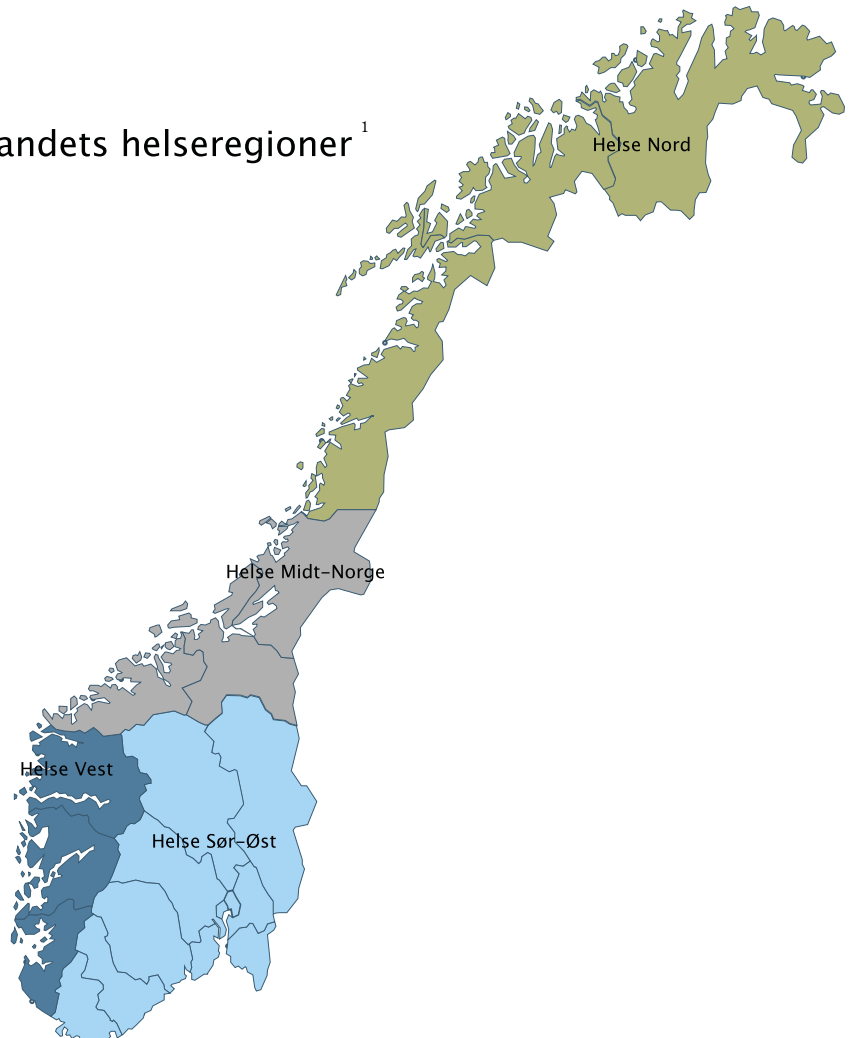 andets helseregioner 1
Helse Nord
Helse Midt-Norge
Helse Vest
Helse Sør-Øst